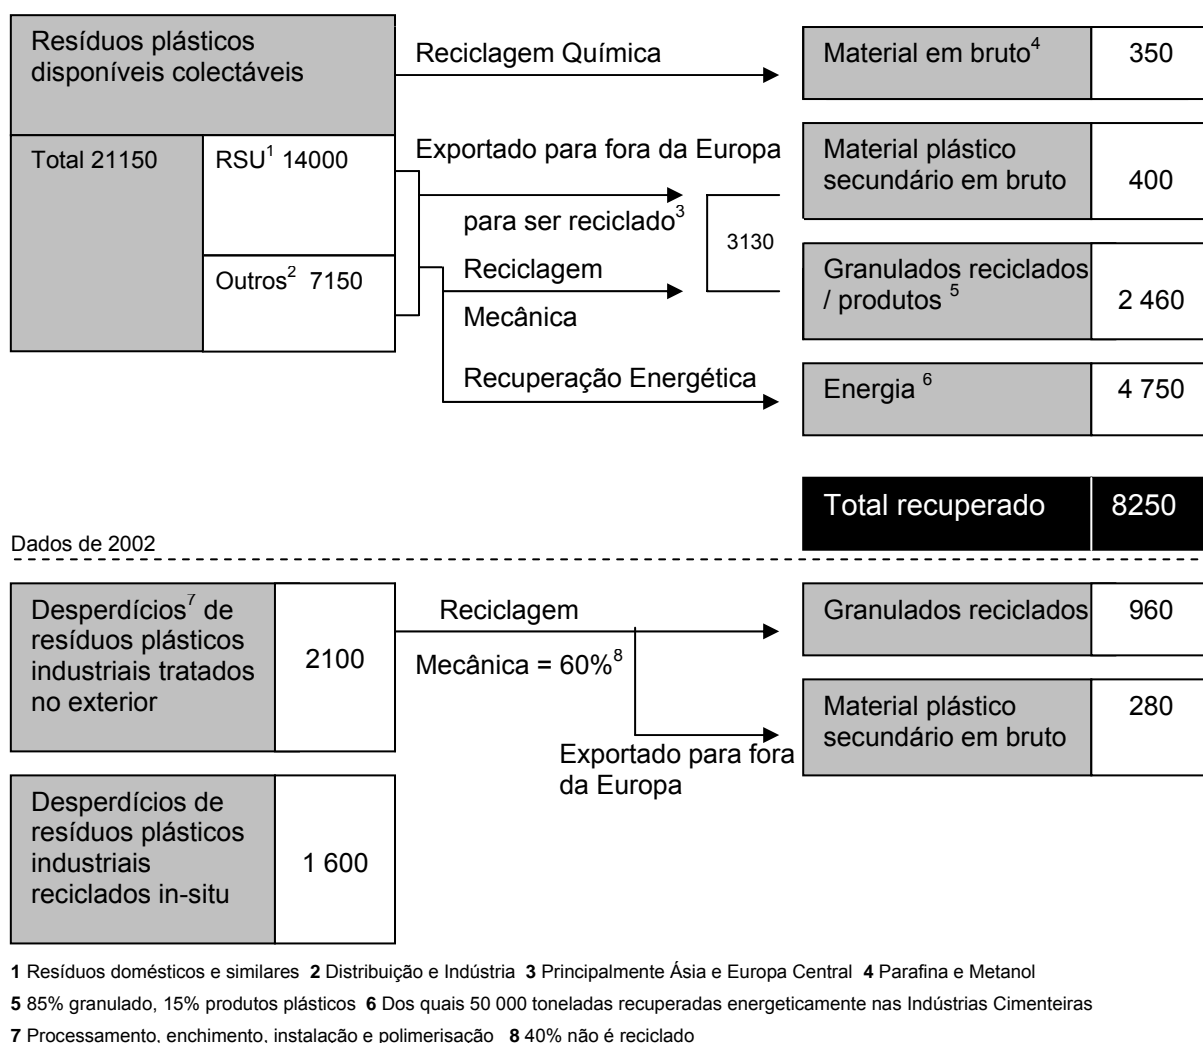 Resíduos plásticos
disponíveis colectáveis
Total 21150
RSU¹ 14000
Outros² 7150
Reciclagem Química
Exportado para fora da Europa
para ser reciclado³
Reciclagem
Mecânica
3130
Recuperação Energética
Material em bruto⁴
350
Material plástico
secundário em bruto
400
Granulados reciclados
/ produtos ⁵
2 460
Energia ⁶
4 750
Total recuperado
8250
Dados de 2002
Desperdícios⁷ de
resíduos plásticos
industriais tratados
no exterior
2100
Reciclagem
Mecânica = 60%⁸
Exportado para fora
da Europa
Granulados reciclados
960
Material plástico
secundário em bruto
280
Desperdícios de
resíduos plásticos
industriais
reciclados in-situ
1 600
1 Resíduos domésticos e similares 2 Distribuição e Indústria 3 Principalmente Ásia e Europa Central 4 Parafina e Metanol
5 85% granulado, 15% produtos plásticos 6 Dos quais 50 000 toneladas recuperadas energeticamente nas Indústrias Cimenteiras
7 Processamento, enchimento, instalação e polimerisação 8 40% não é reciclado